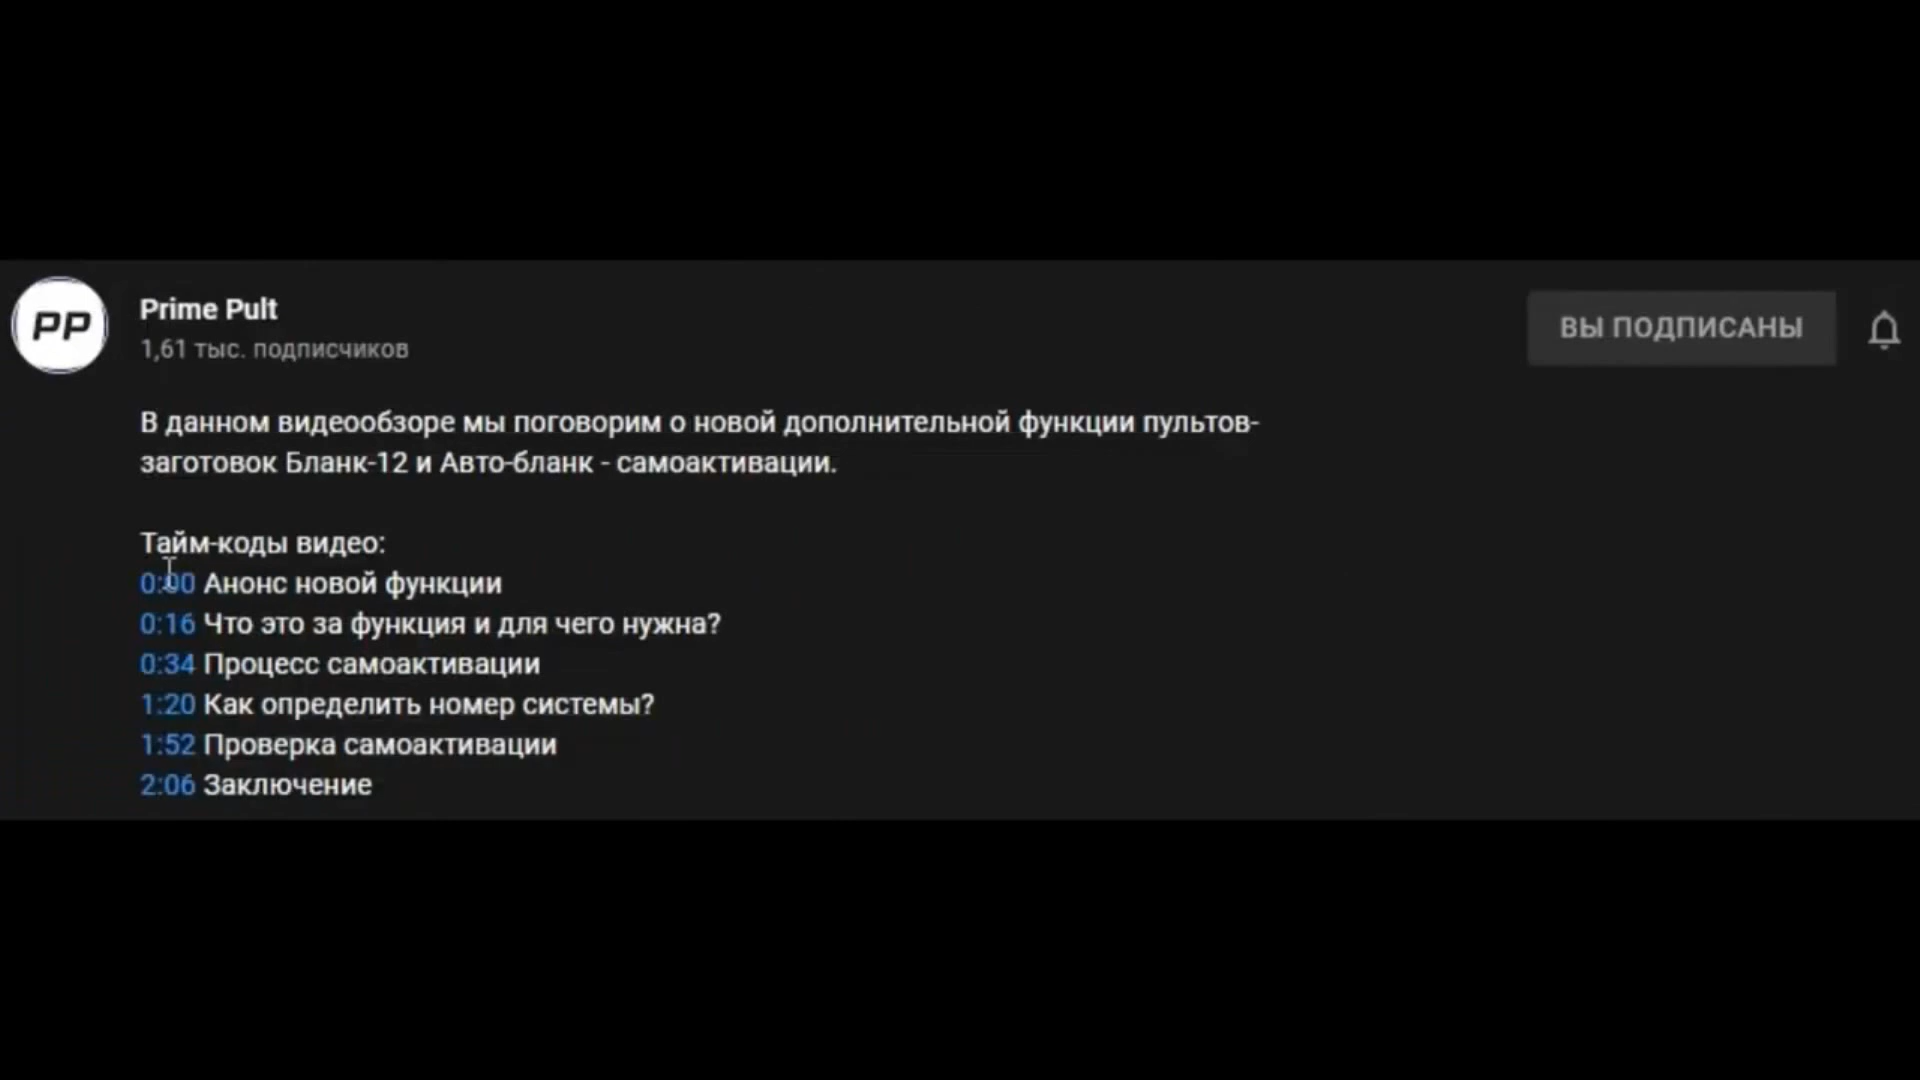 PP
Prime Pult
1,61 тыс. подписчиков
ВЫ ПОДПИСАНЫ
В данном видеообзоре мы поговорим о новой дополнительной функции пультов-
заготовок Бланк-12 и Авто-бланк - самоактивации.
Тайм-коды видео:
0:00 Анонс новой функции
0:16 Что это за функция и для чего нужна?
0:34 Процесс самоактивации
1:20 Как определить номер системы?
1:52 Проверка самоактивации
2:06 Заключение